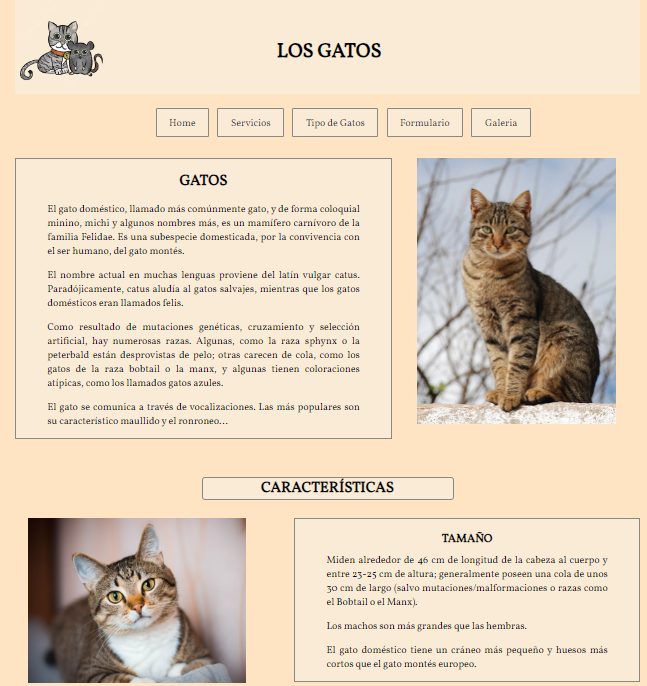 LOS GATOS
Home
Servicios
Tipo de Gatos
Formulario
Galeria
GATOS
El gato doméstico, llamado más comúnmente gato, y de forma coloquial
minino, michi y algunos nombres más, es un mamífero carnívoro de la
familia Felidae. Es una subespecie domesticada, por la convivencia con
el ser humano, del gato montés.
El nombre actual en muchas lenguas proviene del latín vulgar catus.
Paradójicamente, catus aludía al gatos salvajes, mientras que los gatos
domésticos eran llamados felis.
Como resultado de mutaciones genéticas, cruzamiento y selección
artificial, hay numerosas razas. Algunas, como la raza sphynx o la
peterbald están desprovistas de pelo; otras carecen de cola, como los
gatos de la raza bobtail o la manx, y algunas tienen coloraciones
atípicas, como los llamados gatos azules.
El gato se comunica a través de vocalizaciones. Las más populares son
su característico maullido y el ronroneo...
CARACTERÍSTICAS
TAMAÑO
Miden alrededor de 46 cm de longitud de la cabeza al cuerpo y
entre 23-25 cm de altura; generalmente poseen una cola de unos
30 cm de largo (salvo mutaciones/malformaciones o razas como
el Bobtail o el Manx).
Los machos son más grandes que las hembras.
El gato doméstico tiene un cráneo más pequeño y huesos más
cortos que el gato montés europeo.